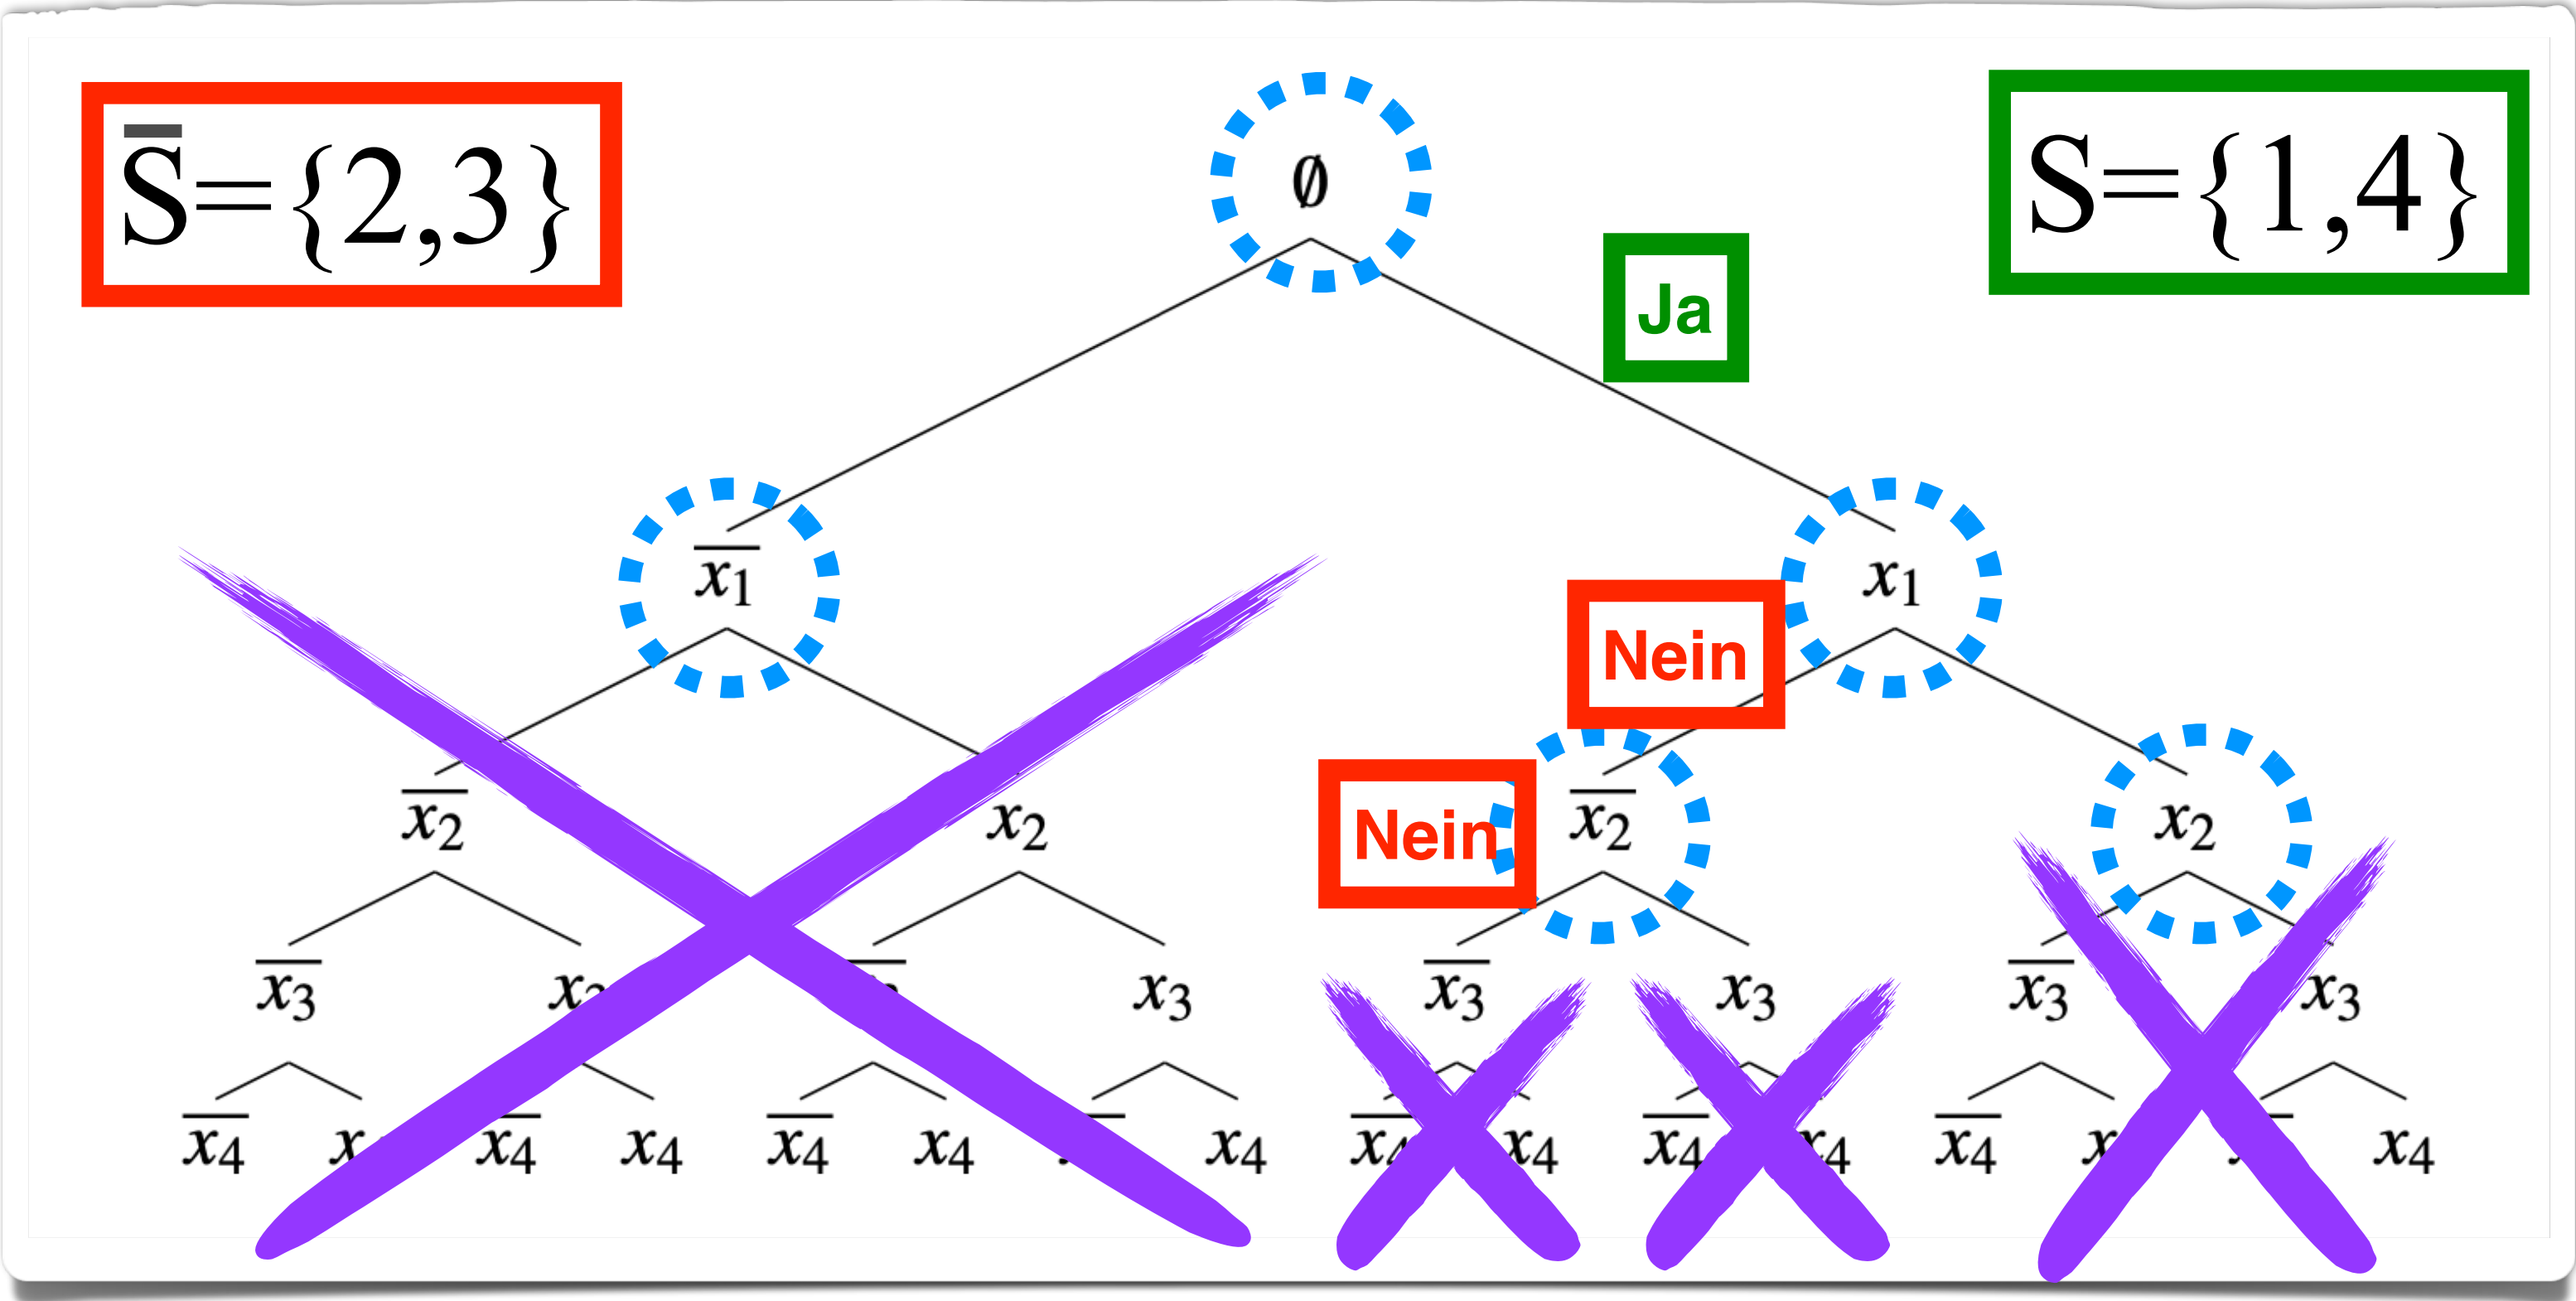 S̅={2,3}
∅
S={1,4}
Ja
x̅₁
x₁
Nein
Nein
x̅₂
x₂
x̅₂
x₂
x̅₃
x₃
x̅₃
x₃
x̅₃
x₃
x̅₄
x̅₄
x₄
x̅₄
x₄
x₄
x̅₄
x₄
x̅₄
x̅₄
x₄